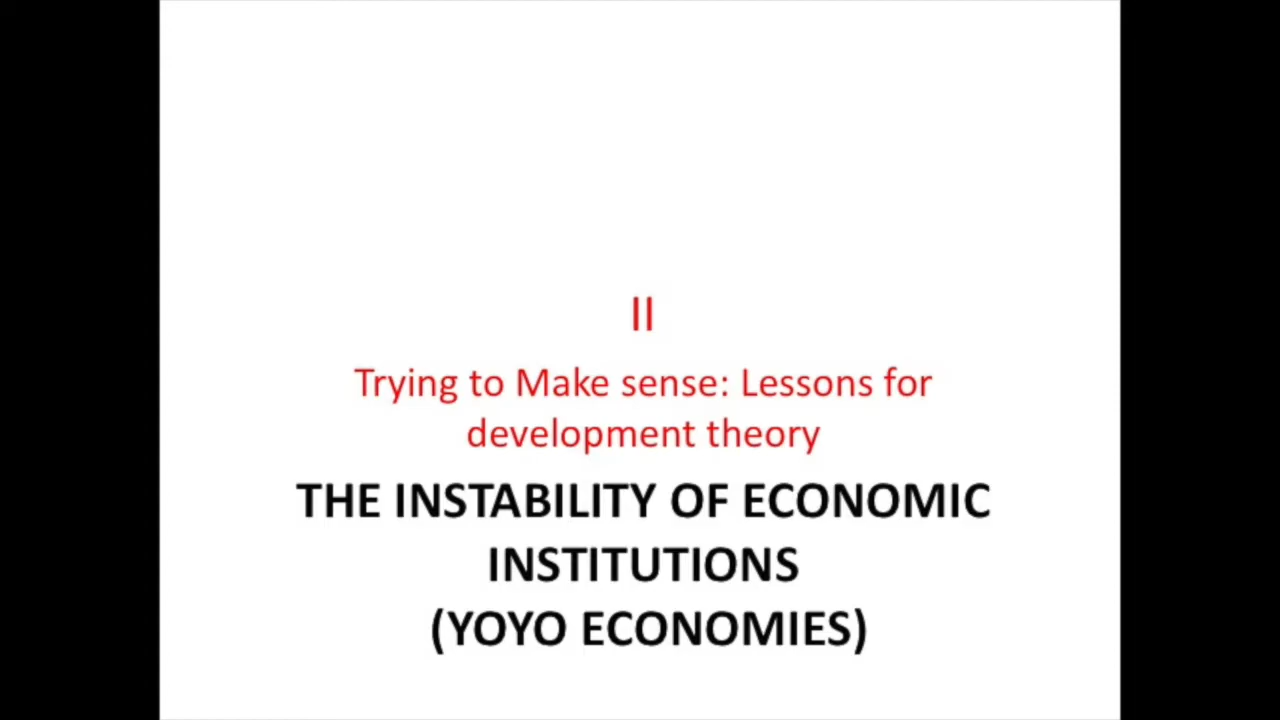 II
Trying to Make sense: Lessons for
development theory
THE INSTABILITY OF ECONOMIC
INSTITUTIONS
(YOYO ECONOMIES)